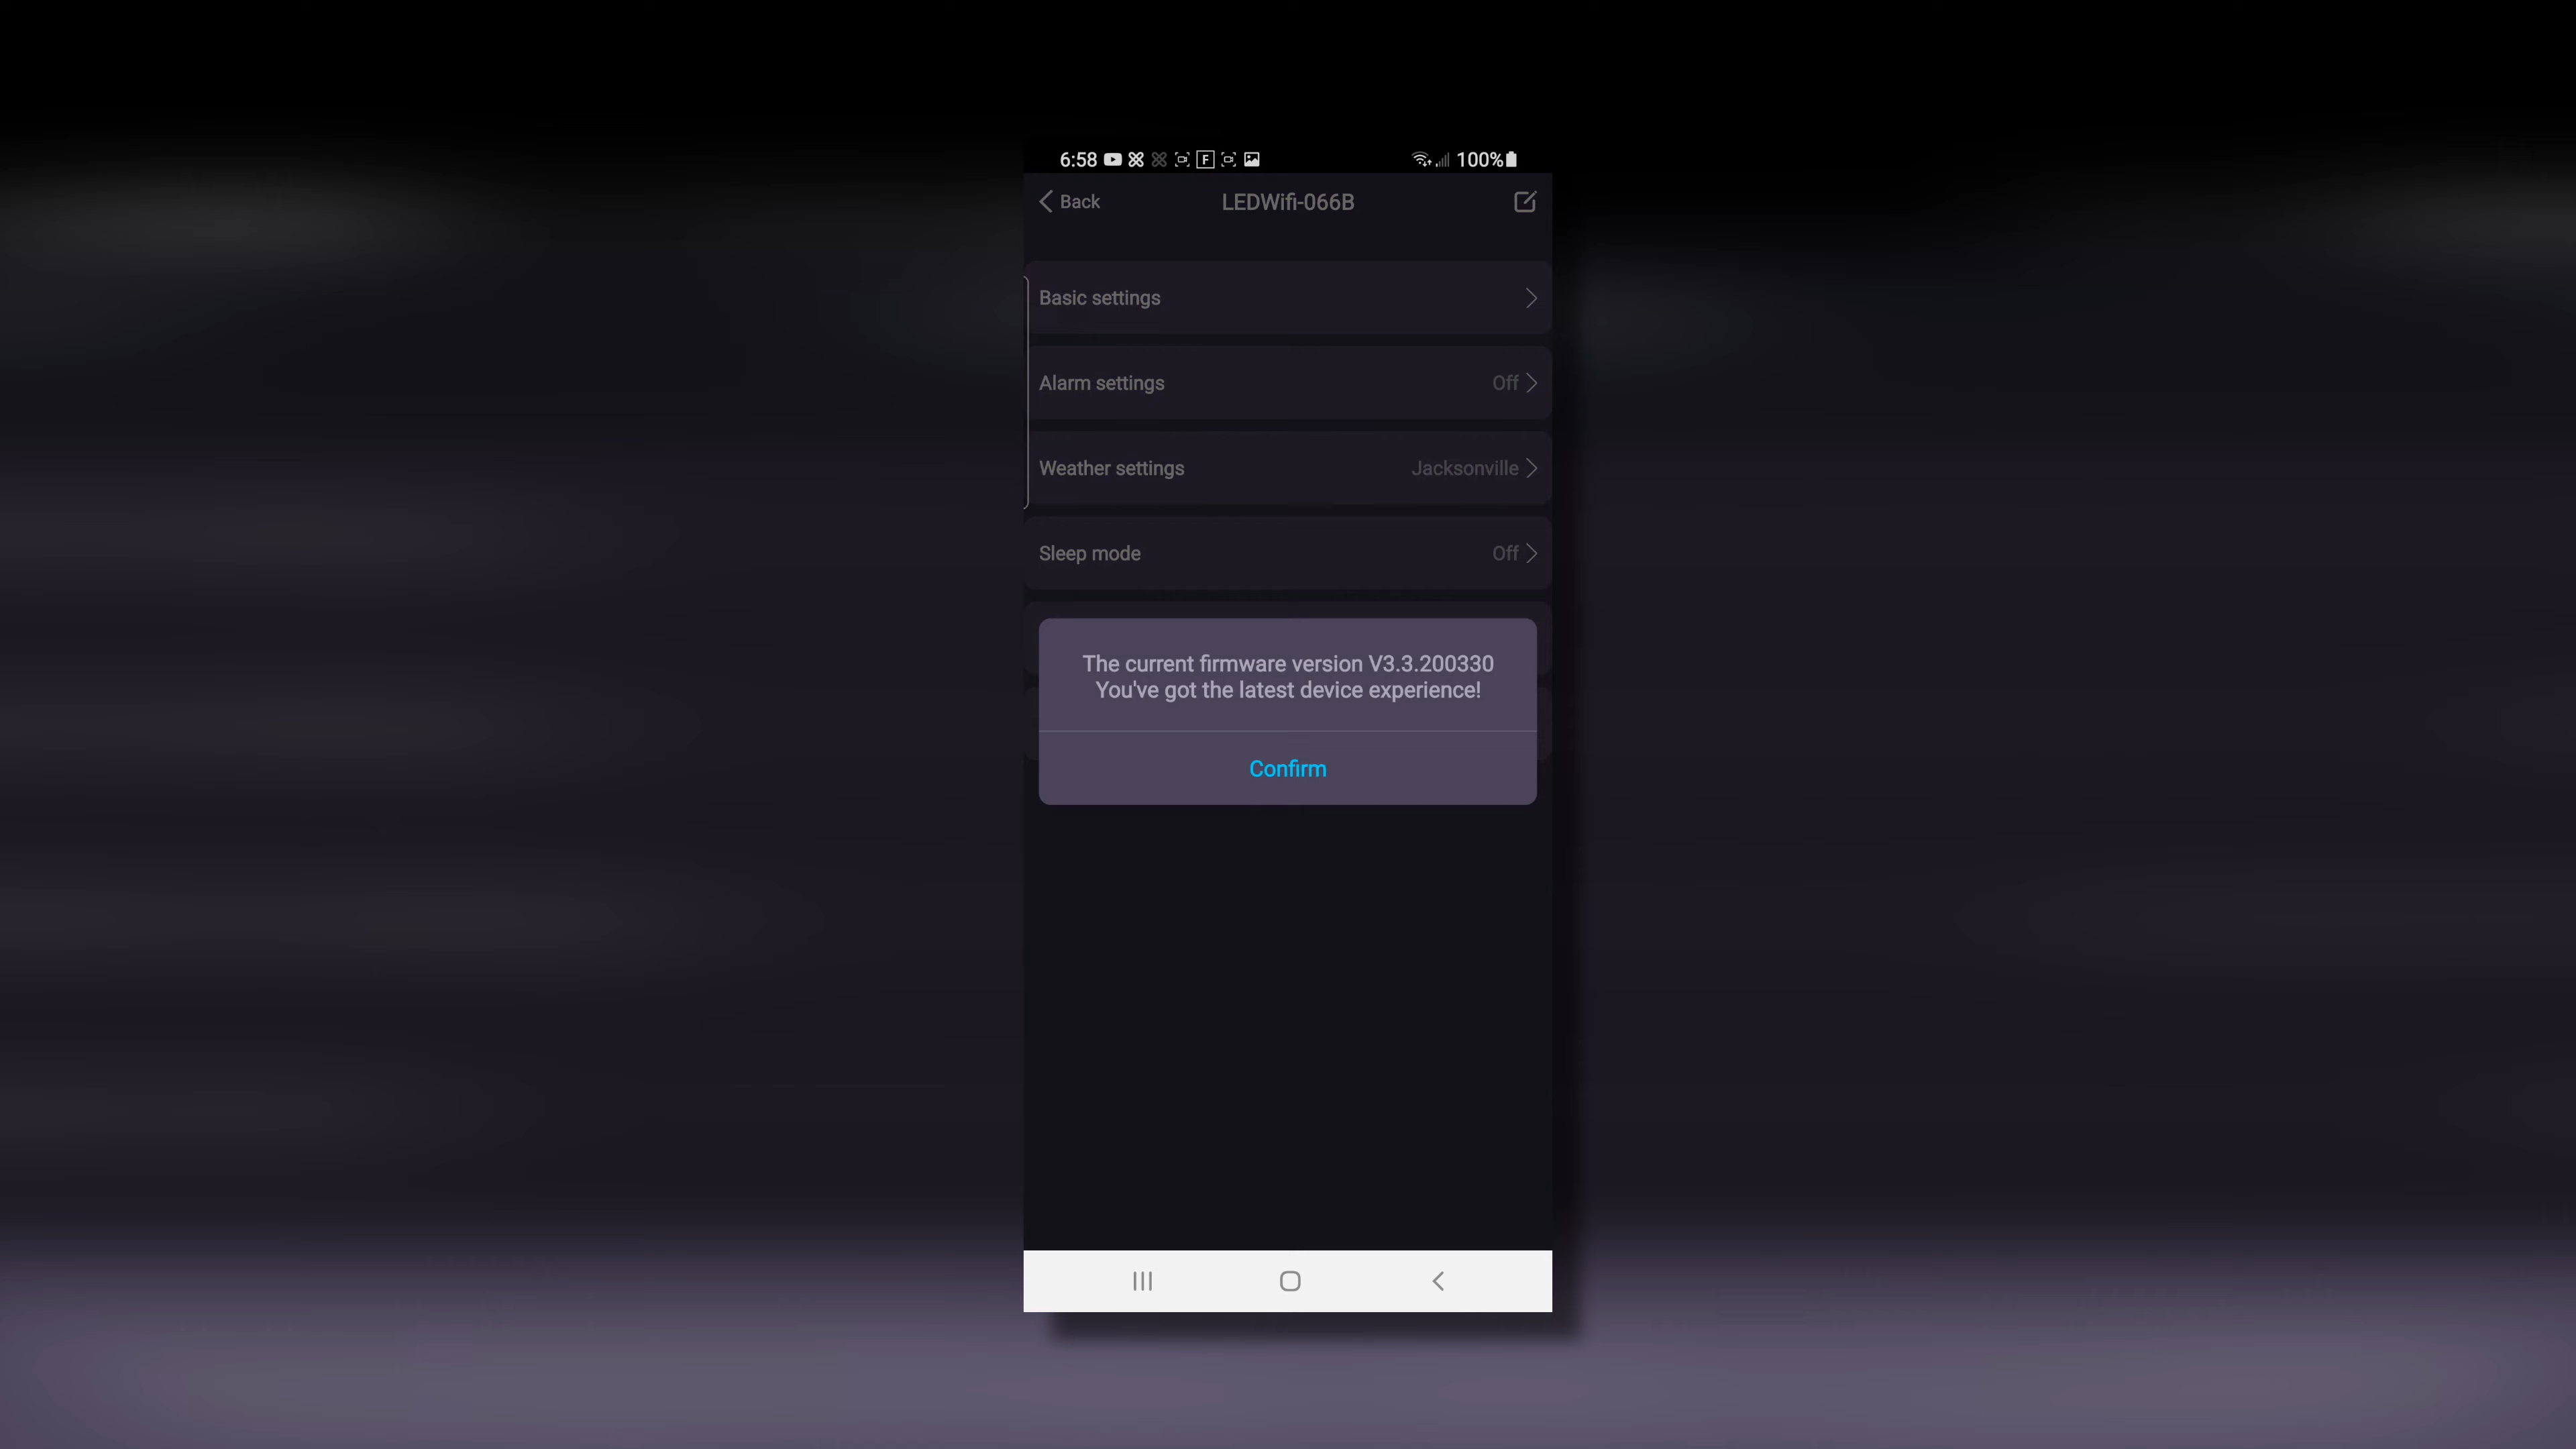 6:58 F 100%
Back LEDWifi-066B
Basic settings
Alarm settings Off
Weather settings Jacksonville
Sleep mode Off
The current firmware version V3.3.200330
You've got the latest device experience!
Confirm